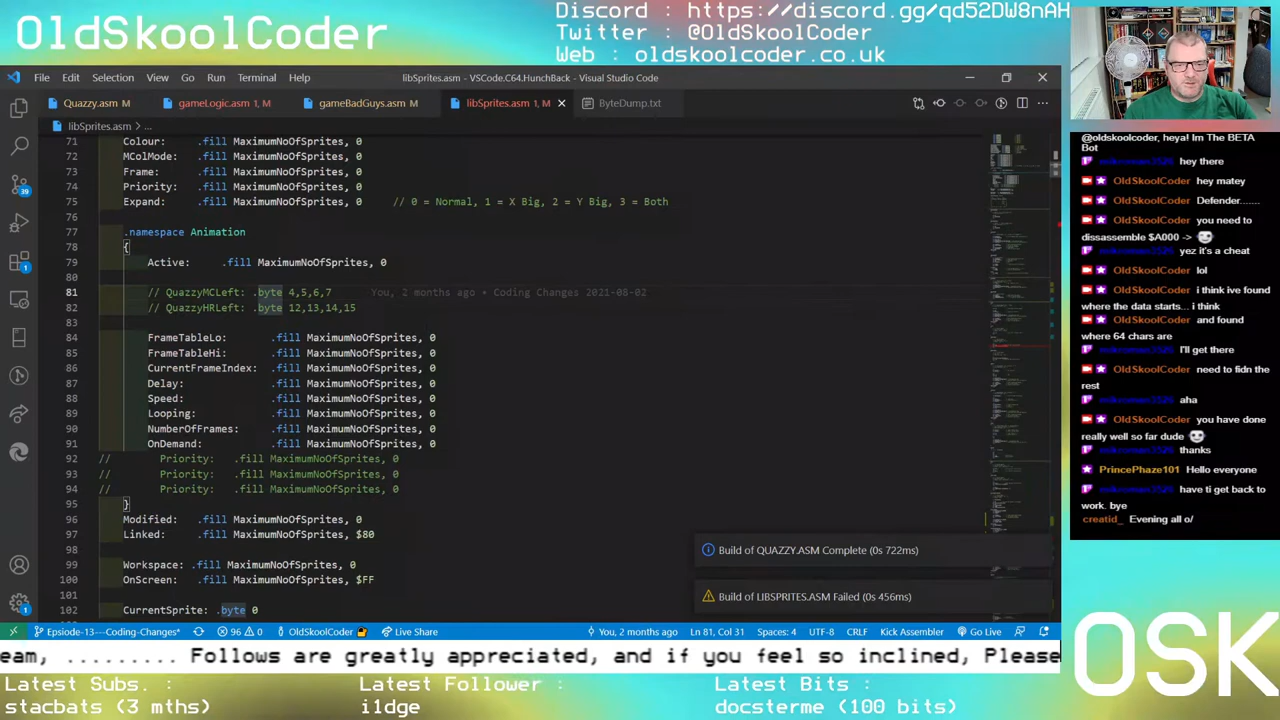 OldSkoolCoder
Discord : https://discord.gg/qd52DW8nAH
Twitter : @OldSkoolCoder
Web : oldskoolcoder.co.uk
File Edit Selection View Go Run Terminal Help
libSprites.asm - VSCode.C64.HunchBack - Visual Studio Code
Quazzy.asm M
gameLogic.asm 1, M
gameBadGuys.asm M
libSprites.asm 1, M
ByteDump.txt
libSprites.asm > ...
71 Colour: .fill MaximumNoOfSprites, 0
72 MColMode: .fill MaximumNoOfSprites, 0
73 Frame: .fill MaximumNoOfSprites, 0
74 Priority: .fill MaximumNoOfSprites, 0
75 Expand: .fill MaximumNoOfSprites, 0 // 0 = Normal, 1 = X Big, 2 = Y Big, 3 = Both
76
77 .namespace Animation
78 {
79 Active: .fill MaximumNoOfSprites, 0
80
81 // QuazzyMCLeft: .byte 4,5,6,7 You, 2 months ago • Coding Changes 2021-08-02
82 // QuazzyHRLeft: .byte 12,13,14,15
83
84 FrameTableLo: .fill MaximumNoOfSprites, 0
85 FrameTableHi: .fill MaximumNoOfSprites, 0
86 CurrentFrameIndex: .fill MaximumNoOfSprites, 0
87 Delay: .fill MaximumNoOfSprites, 0
88 Speed: .fill MaximumNoOfSprites, 0
89 Looping: .fill MaximumNoOfSprites, 0
90 NumberOfFrames: .fill MaximumNoOfSprites, 0
91 OnDemand: .fill MaximumNoOfSprites, 0
92 // Priority: .fill MaximumNoOfSprites, 0
93 // Priority: .fill MaximumNoOfSprites, 0
94 // Priority: .fill MaximumNoOfSprites, 0
95 }
96 Modified: .fill MaximumNoOfSprites, 0
97 Linked: .fill MaximumNoOfSprites, $80
98
99 Workspace: .fill MaximumNoOfSprites, 0
100 OnScreen: .fill MaximumNoOfSprites, $FF
101
102 CurrentSprite: .byte 0
39
1
1
Build of QUAZZY.ASM Complete (0s 722ms)
Build of LIBSPRITES.ASM Failed (0s 456ms)
Epsiode-13---Coding-Changes* 96 0 OldSkoolCoder Live Share You, 2 months ago Ln 81, Col 31 Spaces: 4 UTF-8 CRLF Kick Assembler Go Live
@oldskoolcoder, heya! Im The BETA
Bot
hey there
OldSkoolCoder hey matey
OldSkoolCoder Defender.......
OldSkoolCoder you need to
dissassemble $A000 ->
yez it's a cheat
OldSkoolCoder lol
OldSkoolCoder i think ive found
where the data starts... i think
OldSkoolCoder and found
where 64 chars are
I'll get there
OldSkoolCoder need to fidn the
rest
aha
OldSkoolCoder you have done
really well so far dude
thanks
PrincePhaze101 Hello everyone
have ti get back to
work. bye
creatid_ Evening all o/
eam, ......... Follows are greatly appreciated, and if you feel so inclined, Please
Latest Subs. :
stacbats (3 mths)
Latest Follower :
i1dge
Latest Bits :
docsterme (100 bits)
OSK